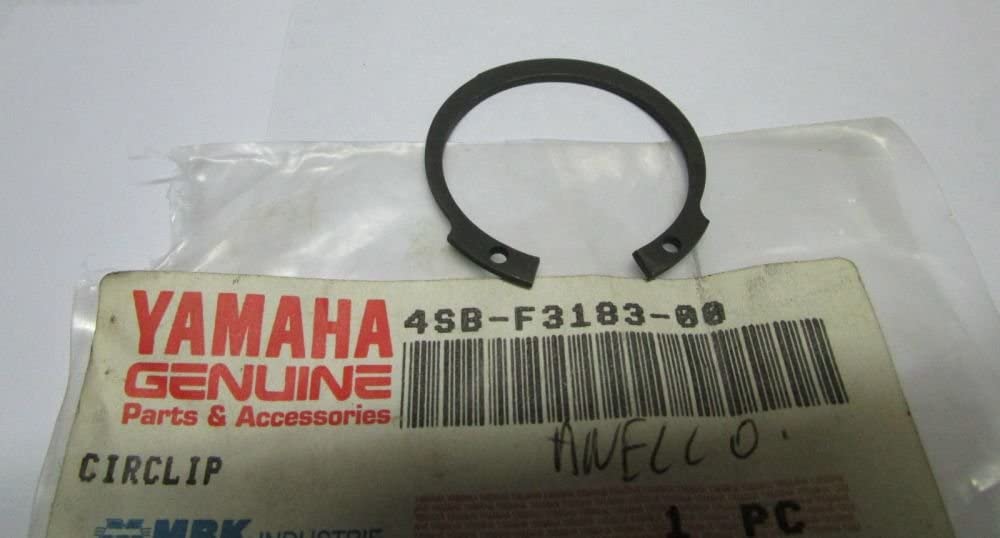 YAMAHA 4SB-F3183-00
GENUINE
Parts & Accessories
CIRCLIP
ANELLO.
MBK INDUSTRIE
1 PC